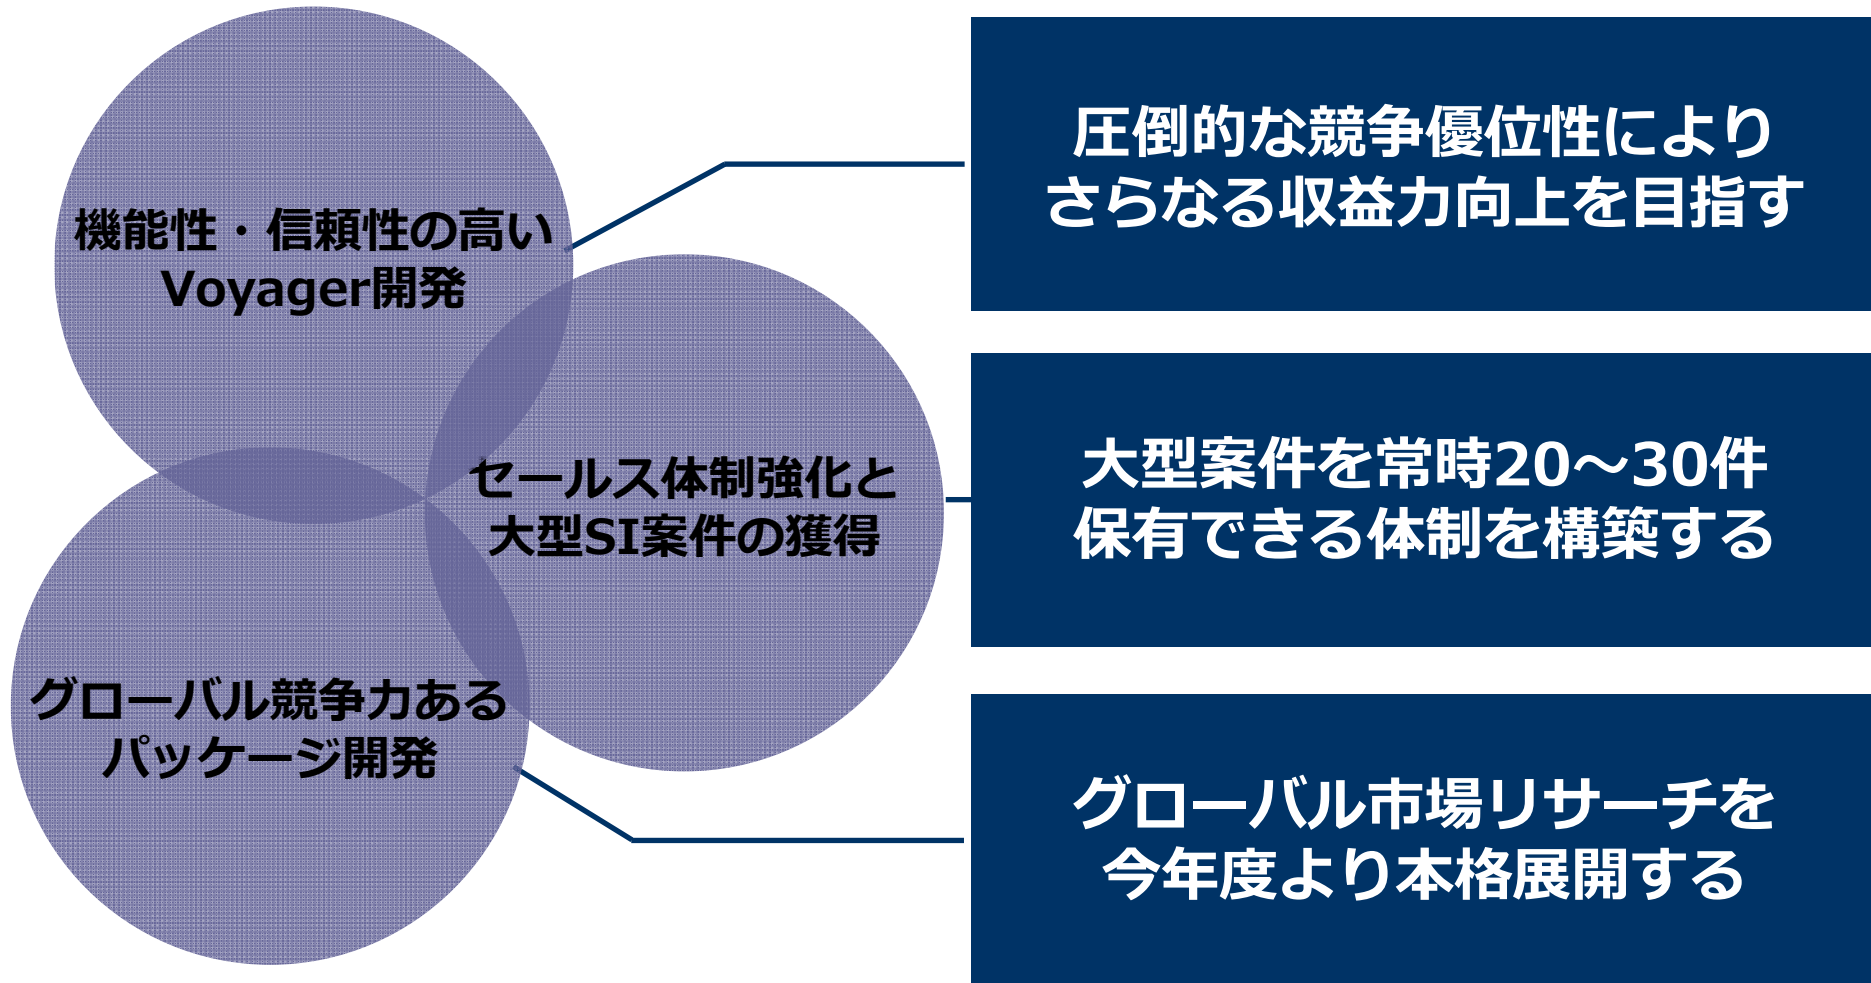 機能性・信頼性の高い
Voyager開発
圧倒的な競争優位性により
さらなる収益力向上を目指す
セールス体制強化と
大型SI案件の獲得
大型案件を常時20～30件
保有できる体制を構築する
グローバル競争力ある
パッケージ開発
グローバル市場リサーチを
今年度より本格展開する